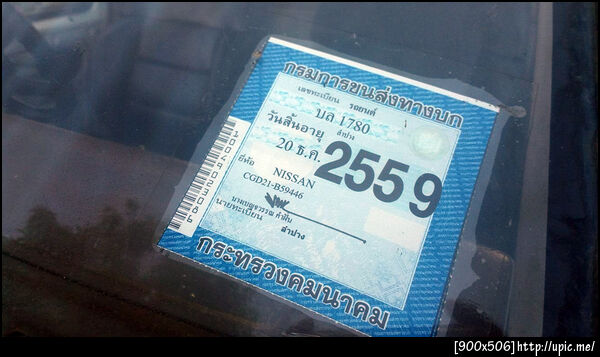 กรมการขนส่งทางบก
เลขทะเบียน รถยนต์ 1
บล 1780
วันสิ้นอายุ ลำปาง
20 ธ.ค. 2559
ยี่ห้อ NISSAN
CGD21-B59446
นายทะเบียน
ลำปาง
กระทรวงคมนาคม
[900x506]http://upic.me/